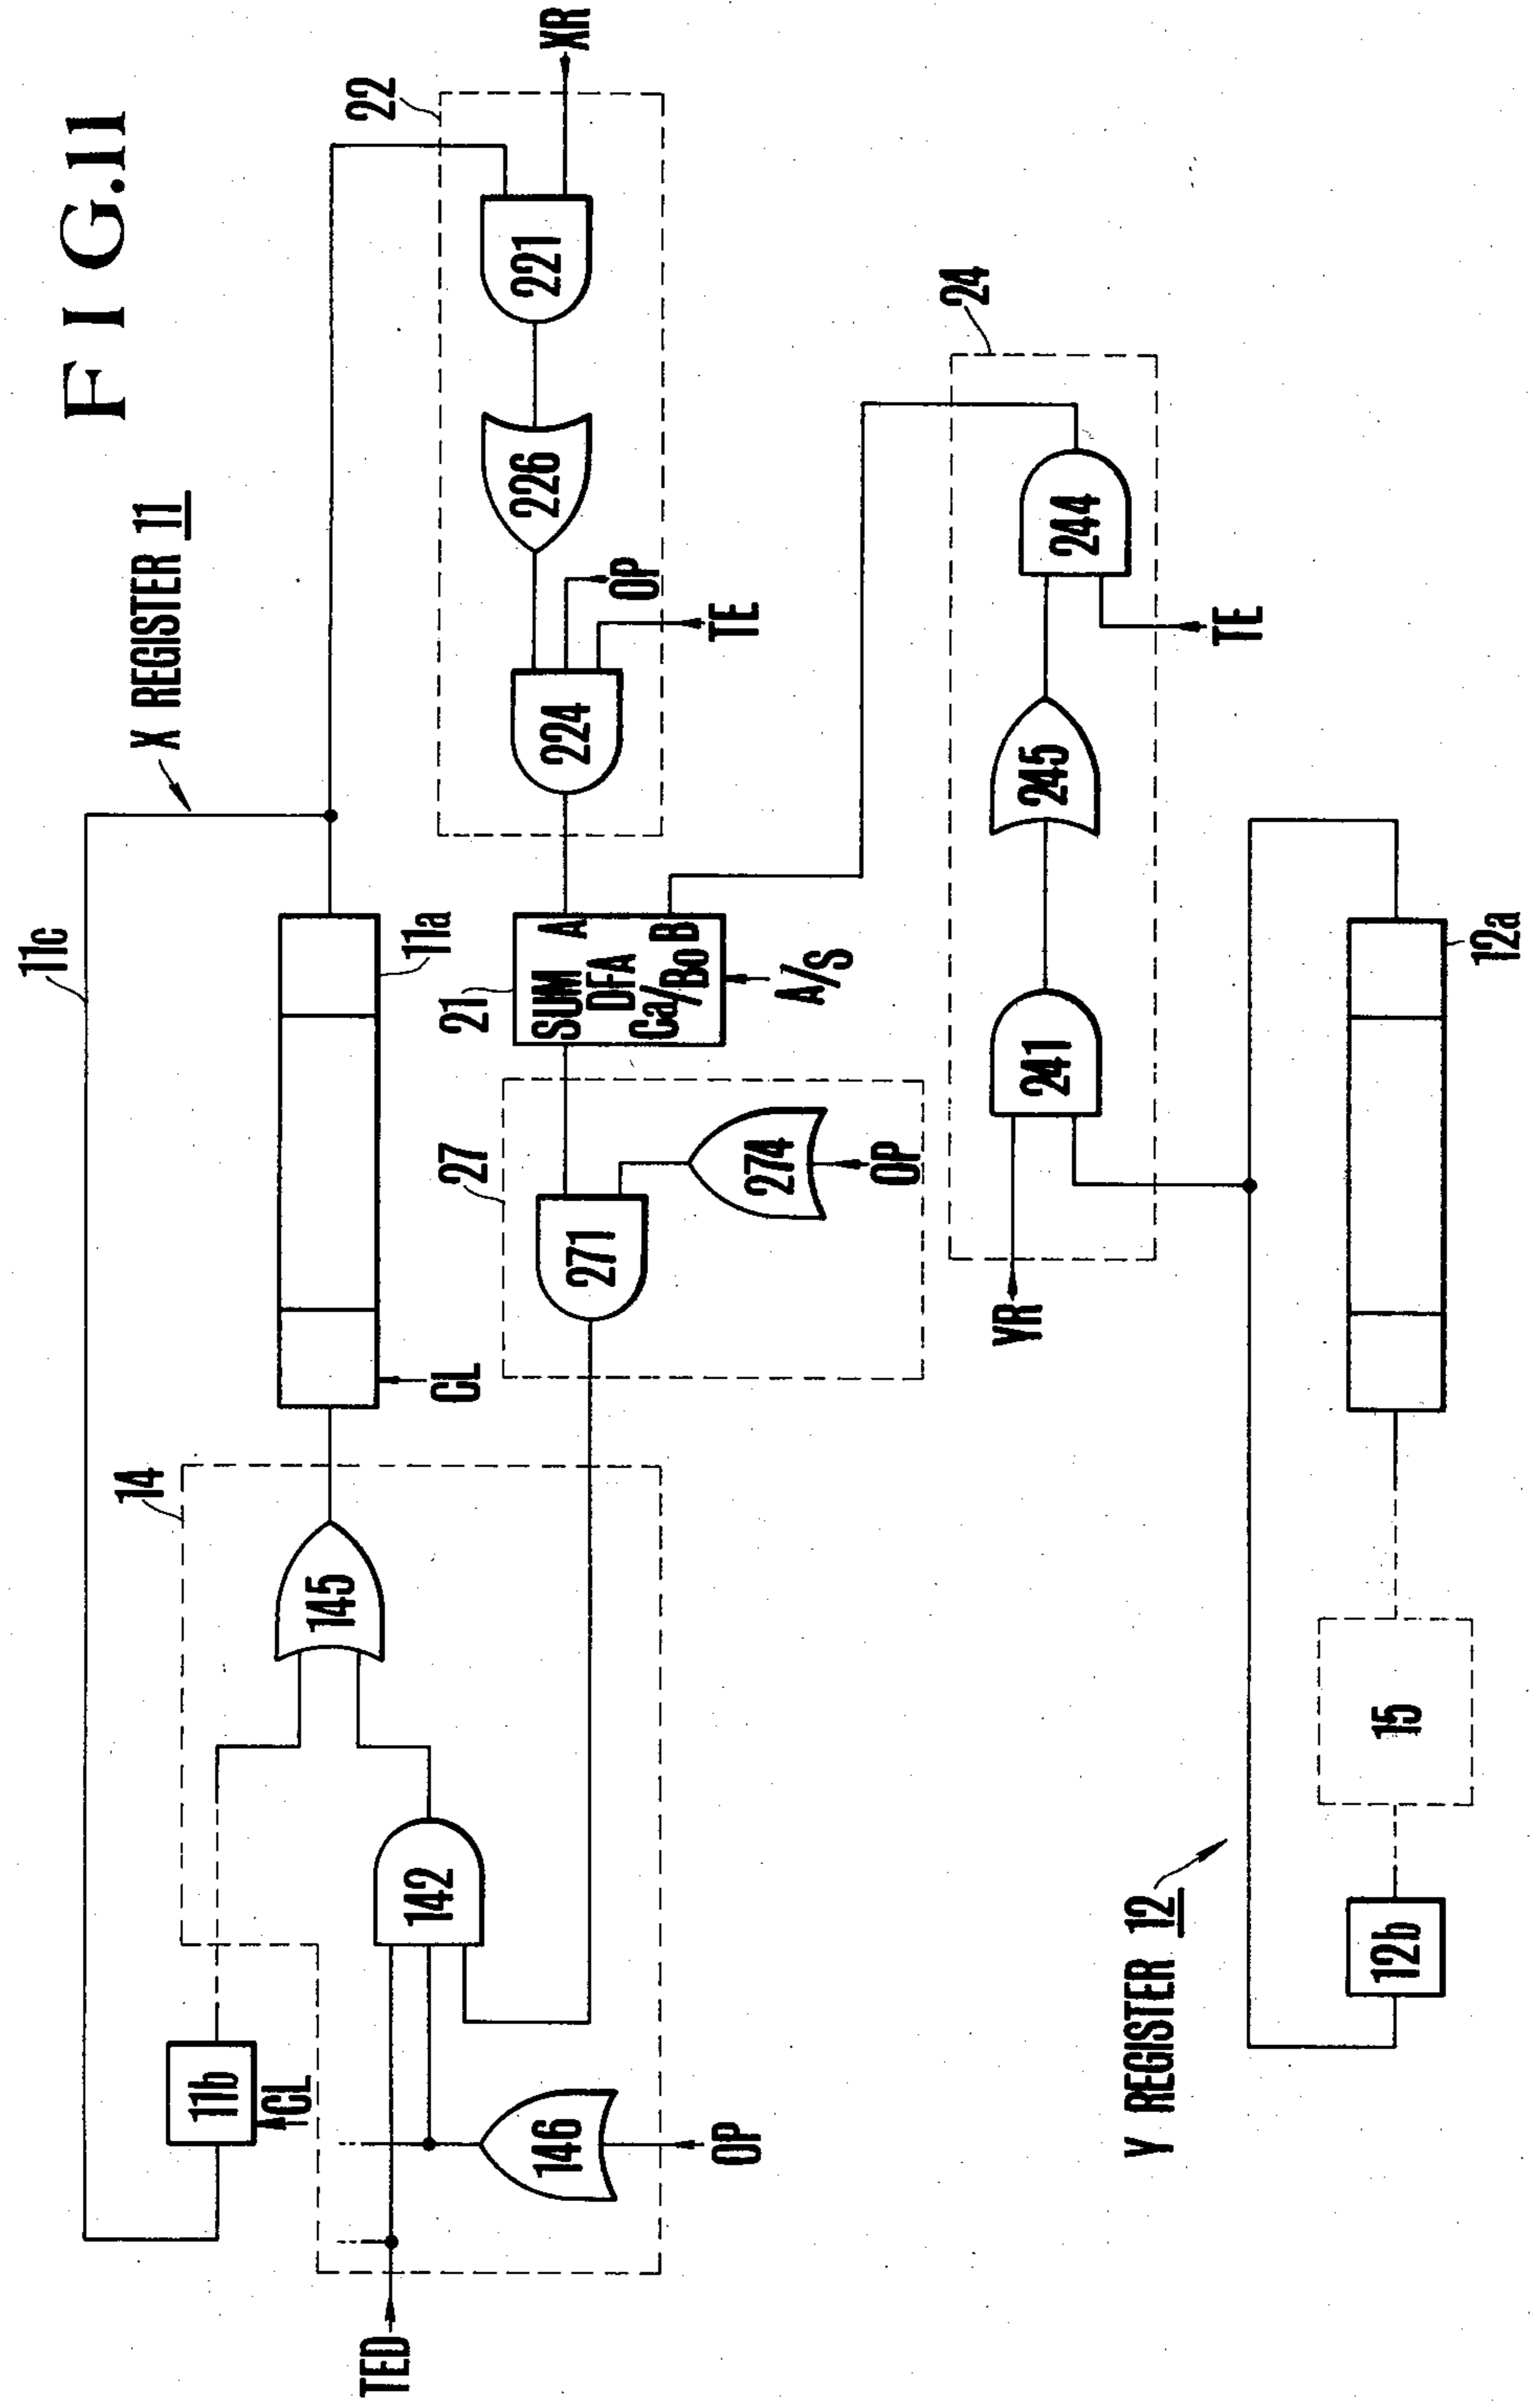 FIG.11
X REGISTER 11
11c
11a
CL
14
145
142
11b
CL
146
OP
TED
22
XR
221
226
OP
TE
224
21
SUM A
DFA
Ca/Bo B
A/S
27
271
274
OP
24
244
TE
245
241
YR
12a
15
12b
Y REGISTER 12